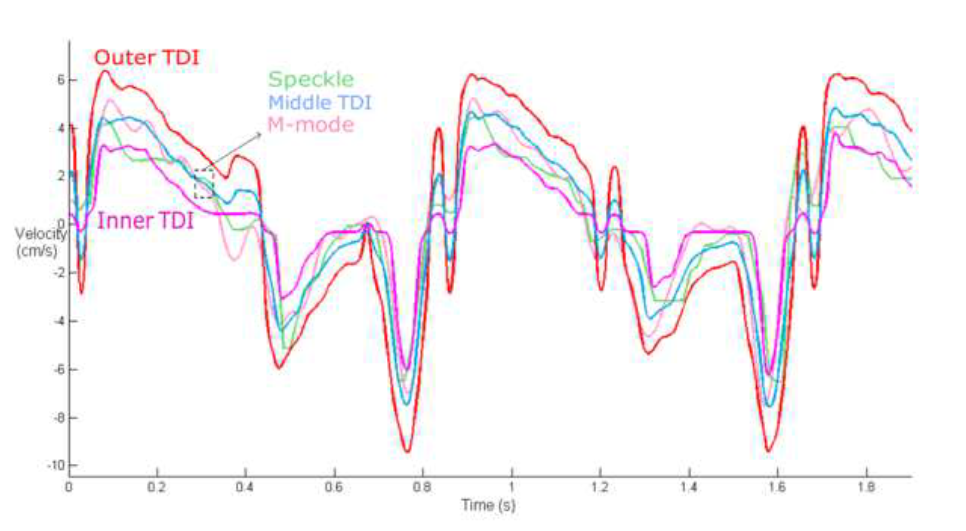 Outer TDI
Speckle
Middle TDI
M-mode
Inner TDI
Velocity
(cm/s)
6
4
2
0
-2
-4
-6
-8
-10
0 0.2 0.4 0.6 0.8 1 1.2 1.4 1.6 1.8
Time (s)